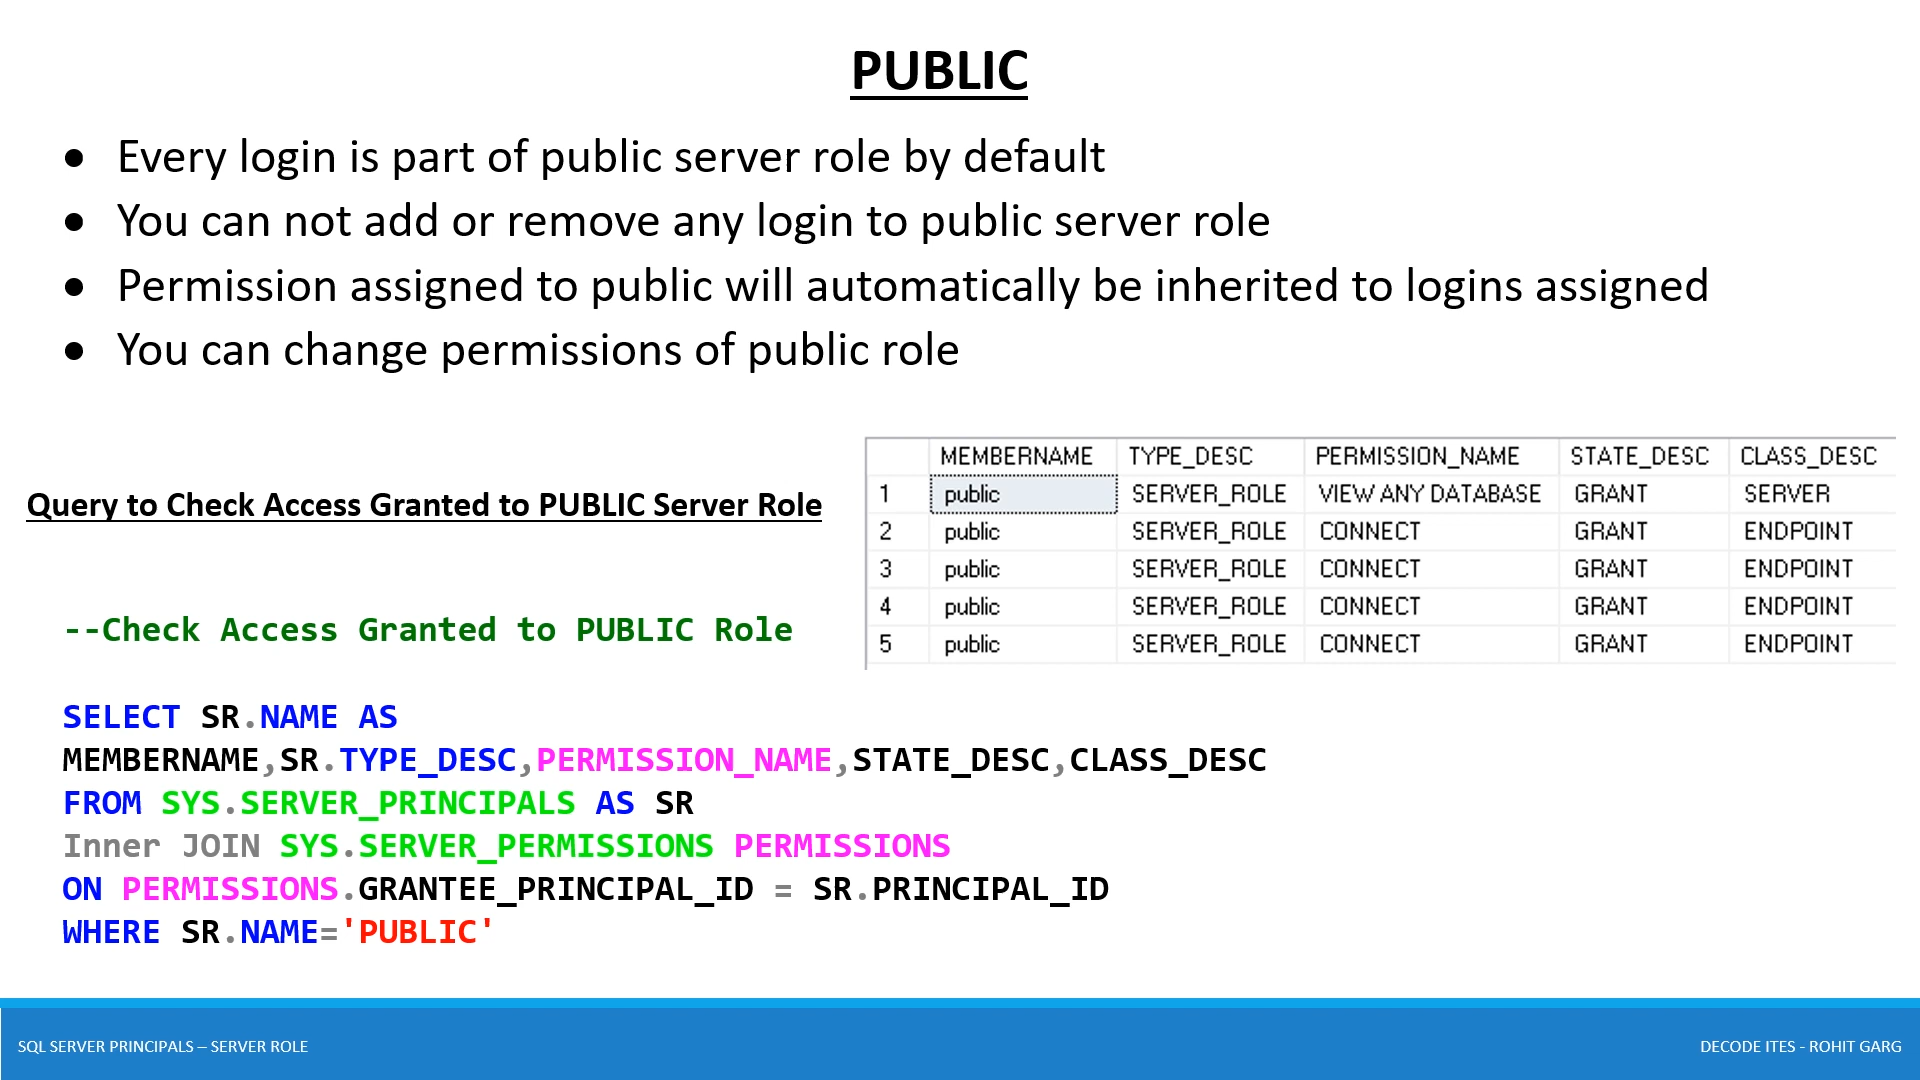 PUBLIC
● Every login is part of public server role by default
● You can not add or remove any login to public server role
● Permission assigned to public will automatically be inherited to logins assigned
● You can change permissions of public role
MEMBERNAME TYPE_DESC PERMISSION_NAME STATE_DESC CLASS_DESC
1 public SERVER_ROLE VIEW ANY DATABASE GRANT SERVER
2 public SERVER_ROLE CONNECT GRANT ENDPOINT
3 public SERVER_ROLE CONNECT GRANT ENDPOINT
4 public SERVER_ROLE CONNECT GRANT ENDPOINT
5 public SERVER_ROLE CONNECT GRANT ENDPOINT
Query to Check Access Granted to PUBLIC Server Role
--Check Access Granted to PUBLIC Role
SELECT SR.NAME AS
MEMBERNAME,SR.TYPE_DESC,PERMISSION_NAME,STATE_DESC,CLASS_DESC
FROM SYS.SERVER_PRINCIPALS AS SR
Inner JOIN SYS.SERVER_PERMISSIONS PERMISSIONS
ON PERMISSIONS.GRANTEE_PRINCIPAL_ID = SR.PRINCIPAL_ID
WHERE SR.NAME='PUBLIC'
SQL SERVER PRINCIPALS – SERVER ROLE
DECODE ITES - ROHIT GARG